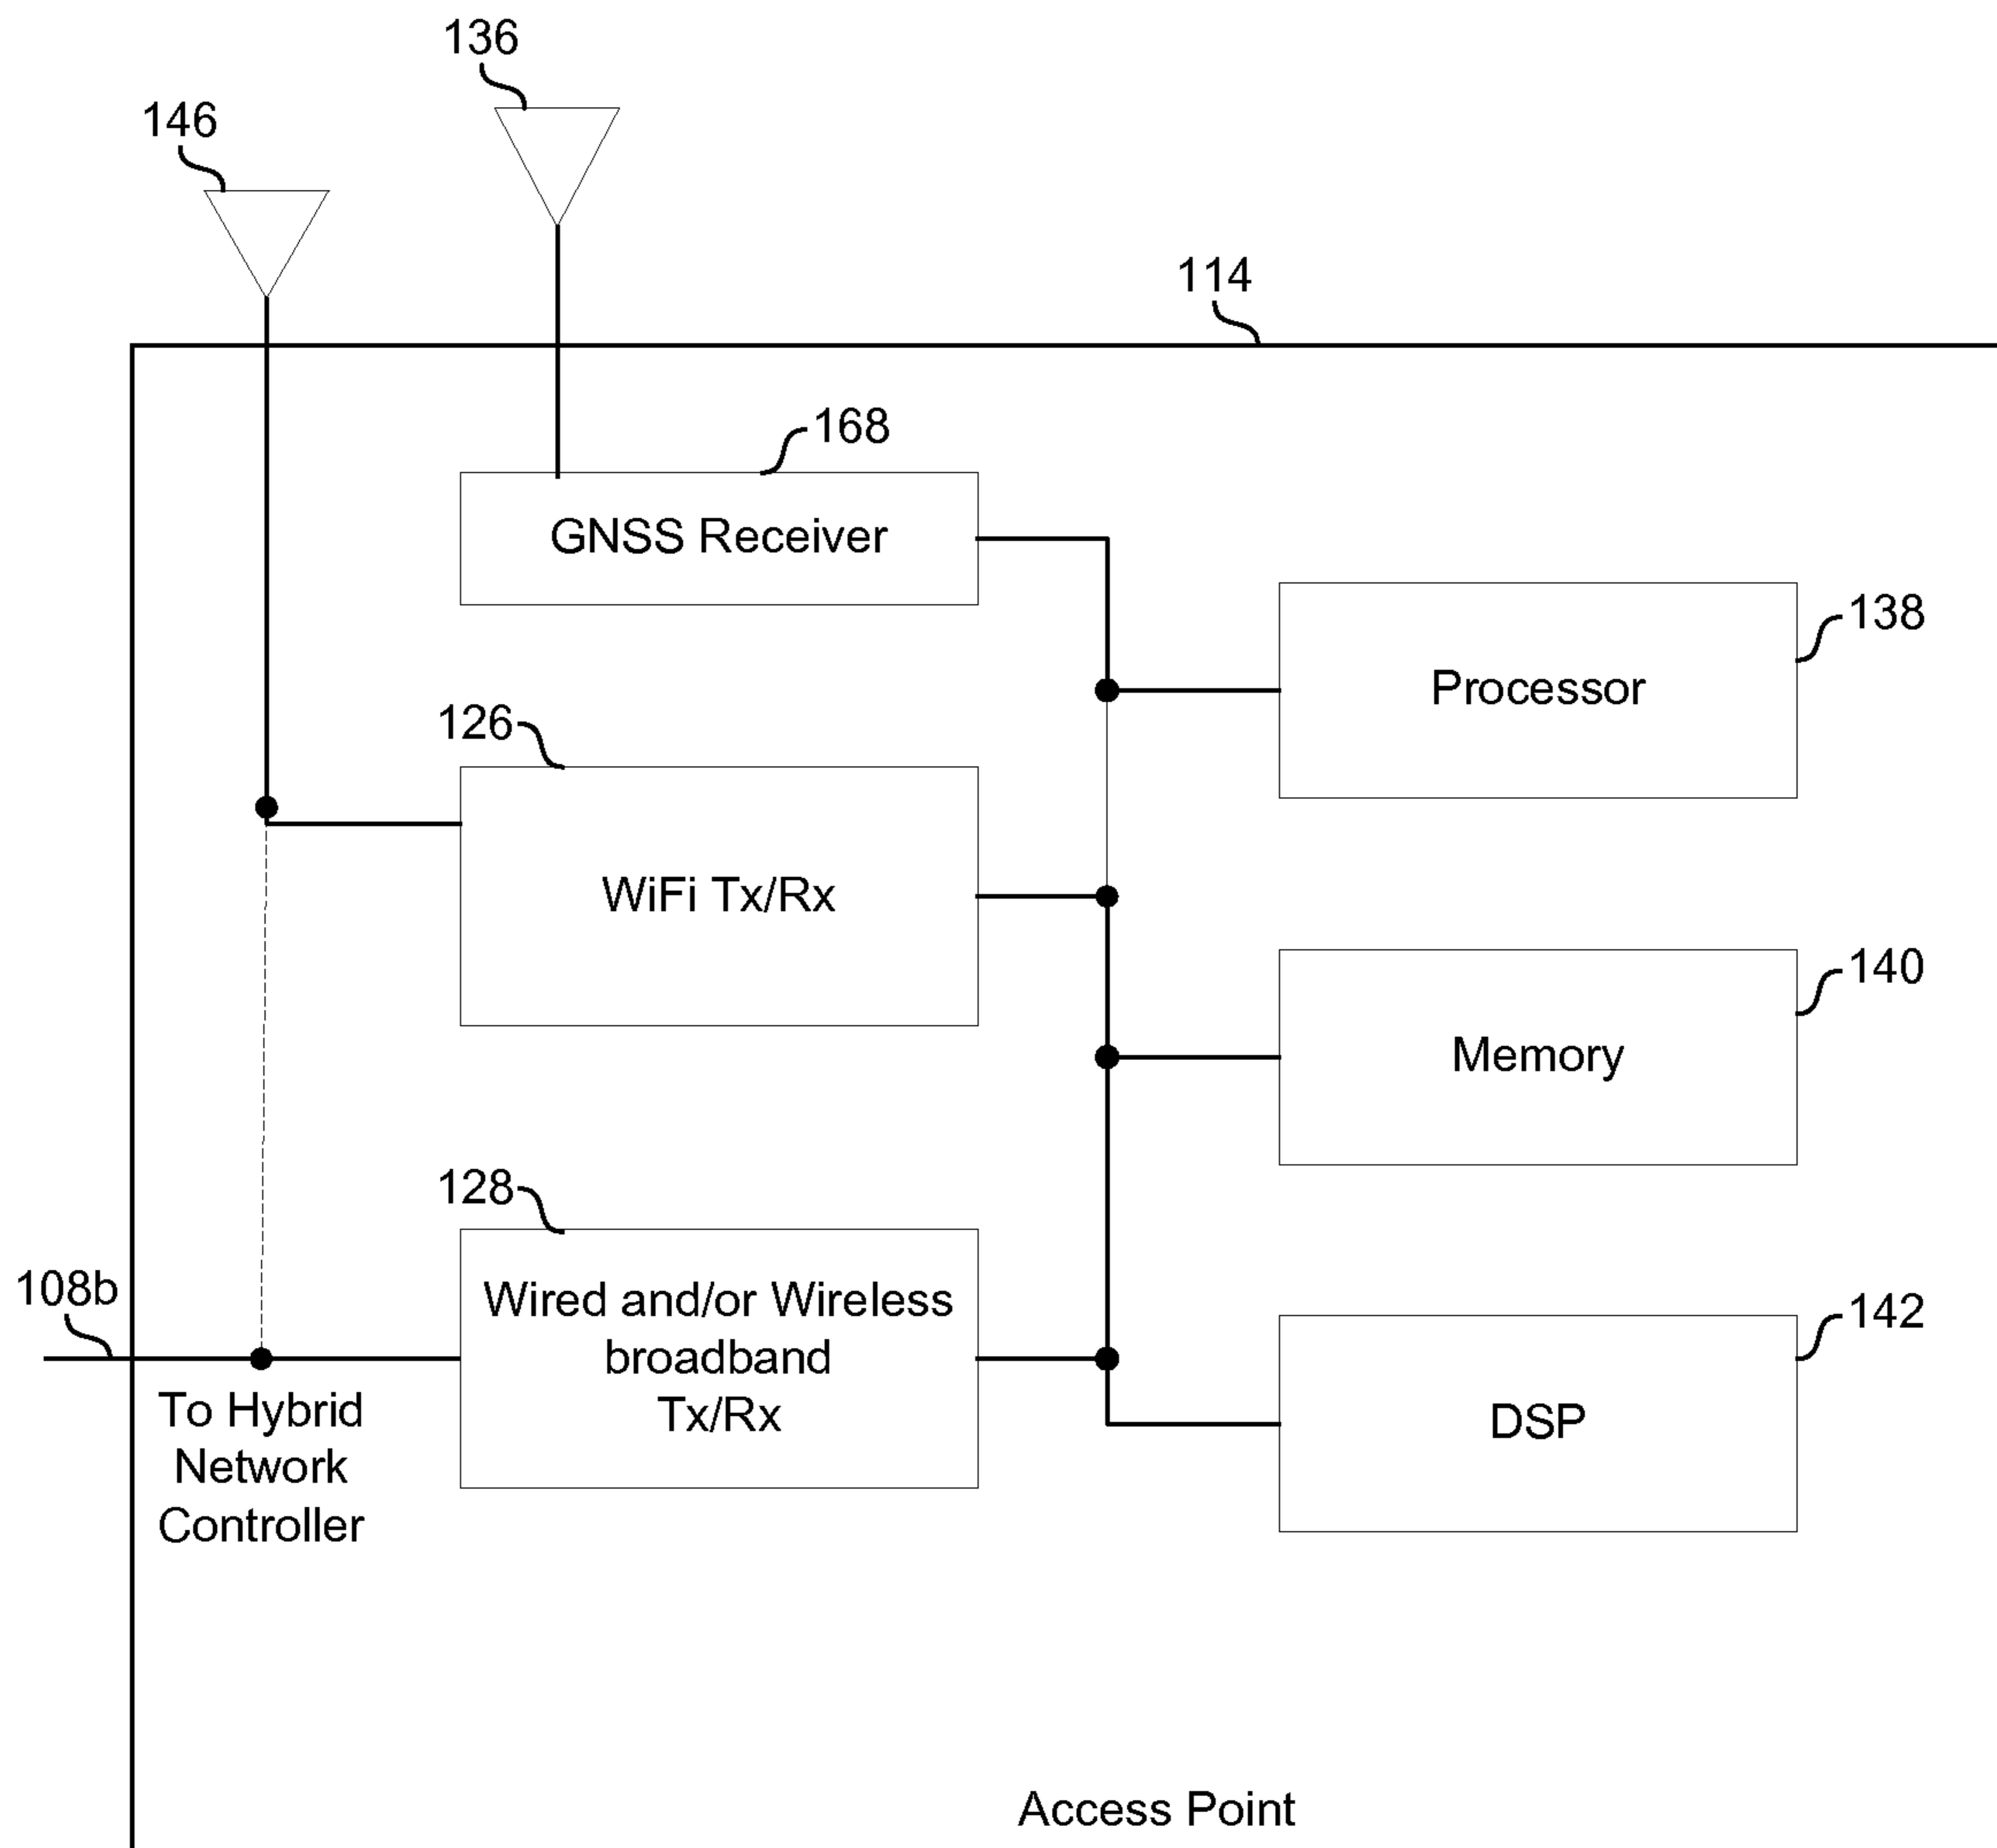 136
146
114
168
GNSS Receiver
138
Processor
126
WiFi Tx/Rx
140
Memory
128
108b
Wired and/or Wireless
broadband
Tx/Rx
142
DSP
To Hybrid
Network
Controller
Access Point